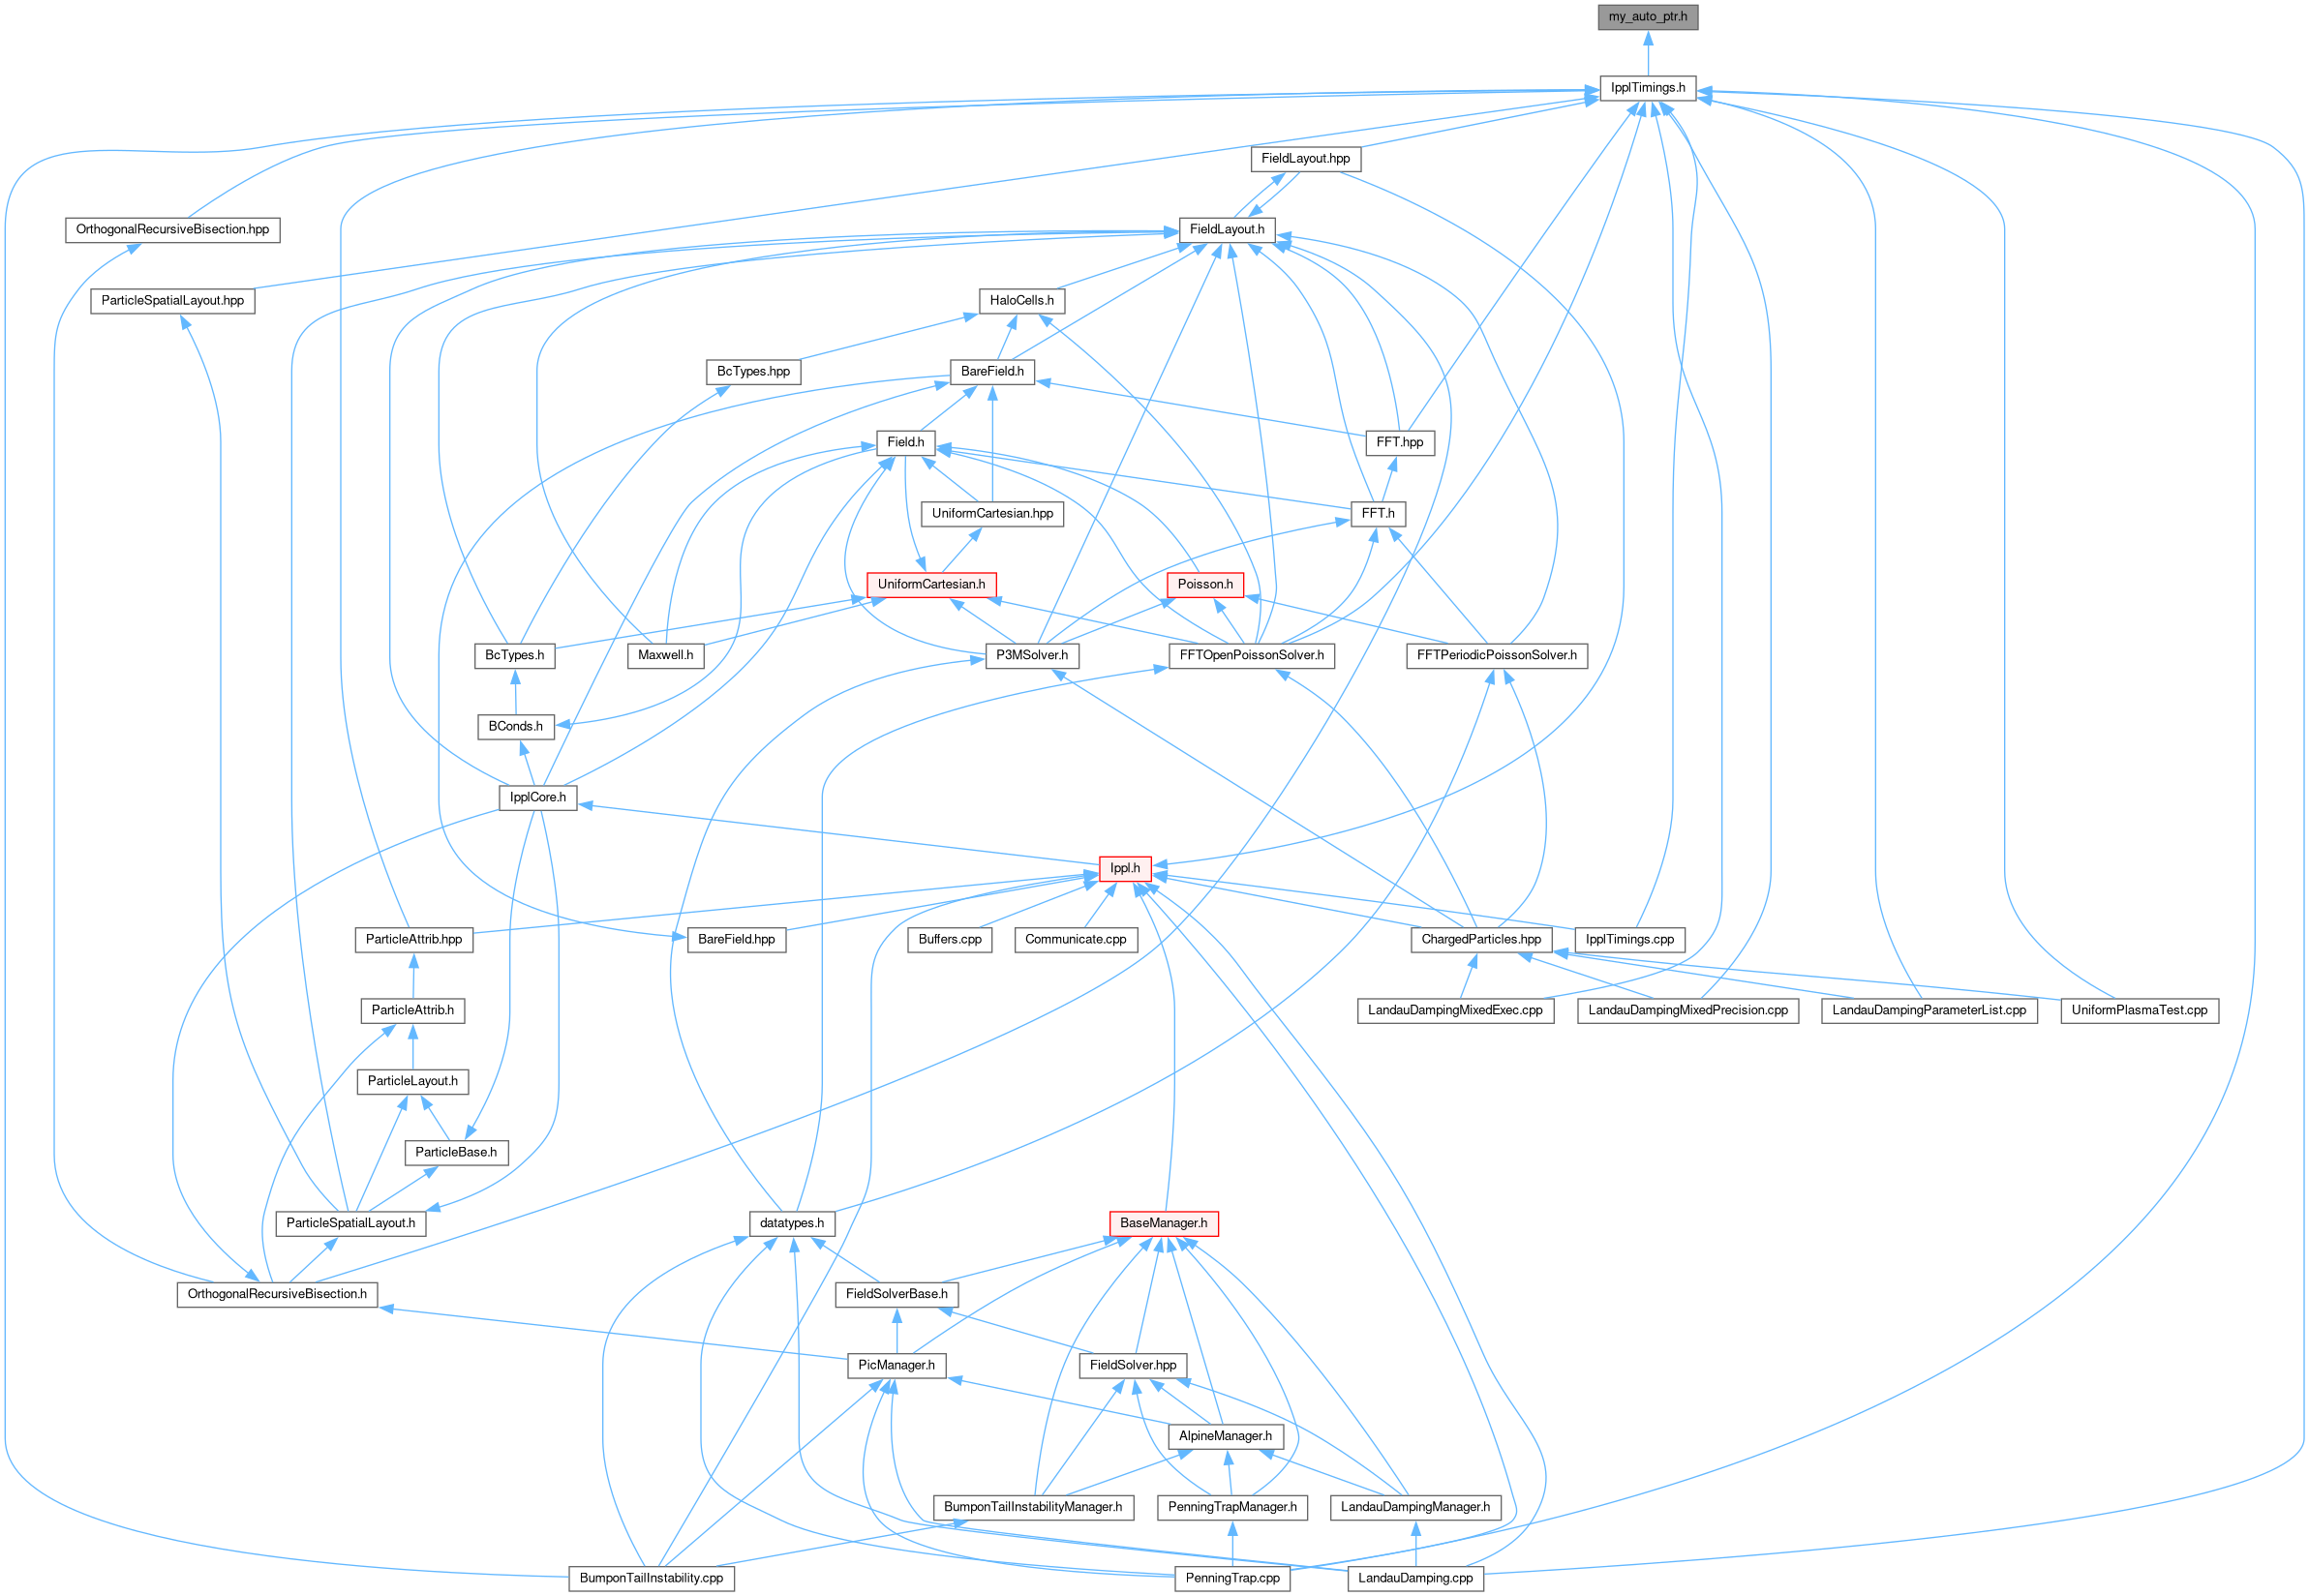 my_auto_ptr.h
IpplTimings.h
FieldLayout.hpp
OrthogonalRecursiveBisection.hpp
FieldLayout.h
ParticleSpatialLayout.hpp
HaloCells.h
BcTypes.hpp
BareField.h
Field.h
FFT.hpp
UniformCartesian.hpp
FFT.h
UniformCartesian.h
Poisson.h
BcTypes.h
Maxwell.h
P3MSolver.h
FFTOpenPoissonSolver.h
FFTPeriodicPoissonSolver.h
BConds.h
IpplCore.h
Ippl.h
ParticleAttrib.hpp
BareField.hpp
Buffers.cpp
Communicate.cpp
ChargedParticles.hpp
IpplTimings.cpp
ParticleAttrib.h
LandauDampingMixedExec.cpp
LandauDampingMixedPrecision.cpp
LandauDampingParameterList.cpp
UniformPlasmaTest.cpp
ParticleLayout.h
ParticleBase.h
ParticleSpatialLayout.h
datatypes.h
BaseManager.h
OrthogonalRecursiveBisection.h
FieldSolverBase.h
PicManager.h
FieldSolver.hpp
AlpineManager.h
BumponTailInstabilityManager.h
PenningTrapManager.h
LandauDampingManager.h
BumponTailInstability.cpp
PenningTrap.cpp
LandauDamping.cpp